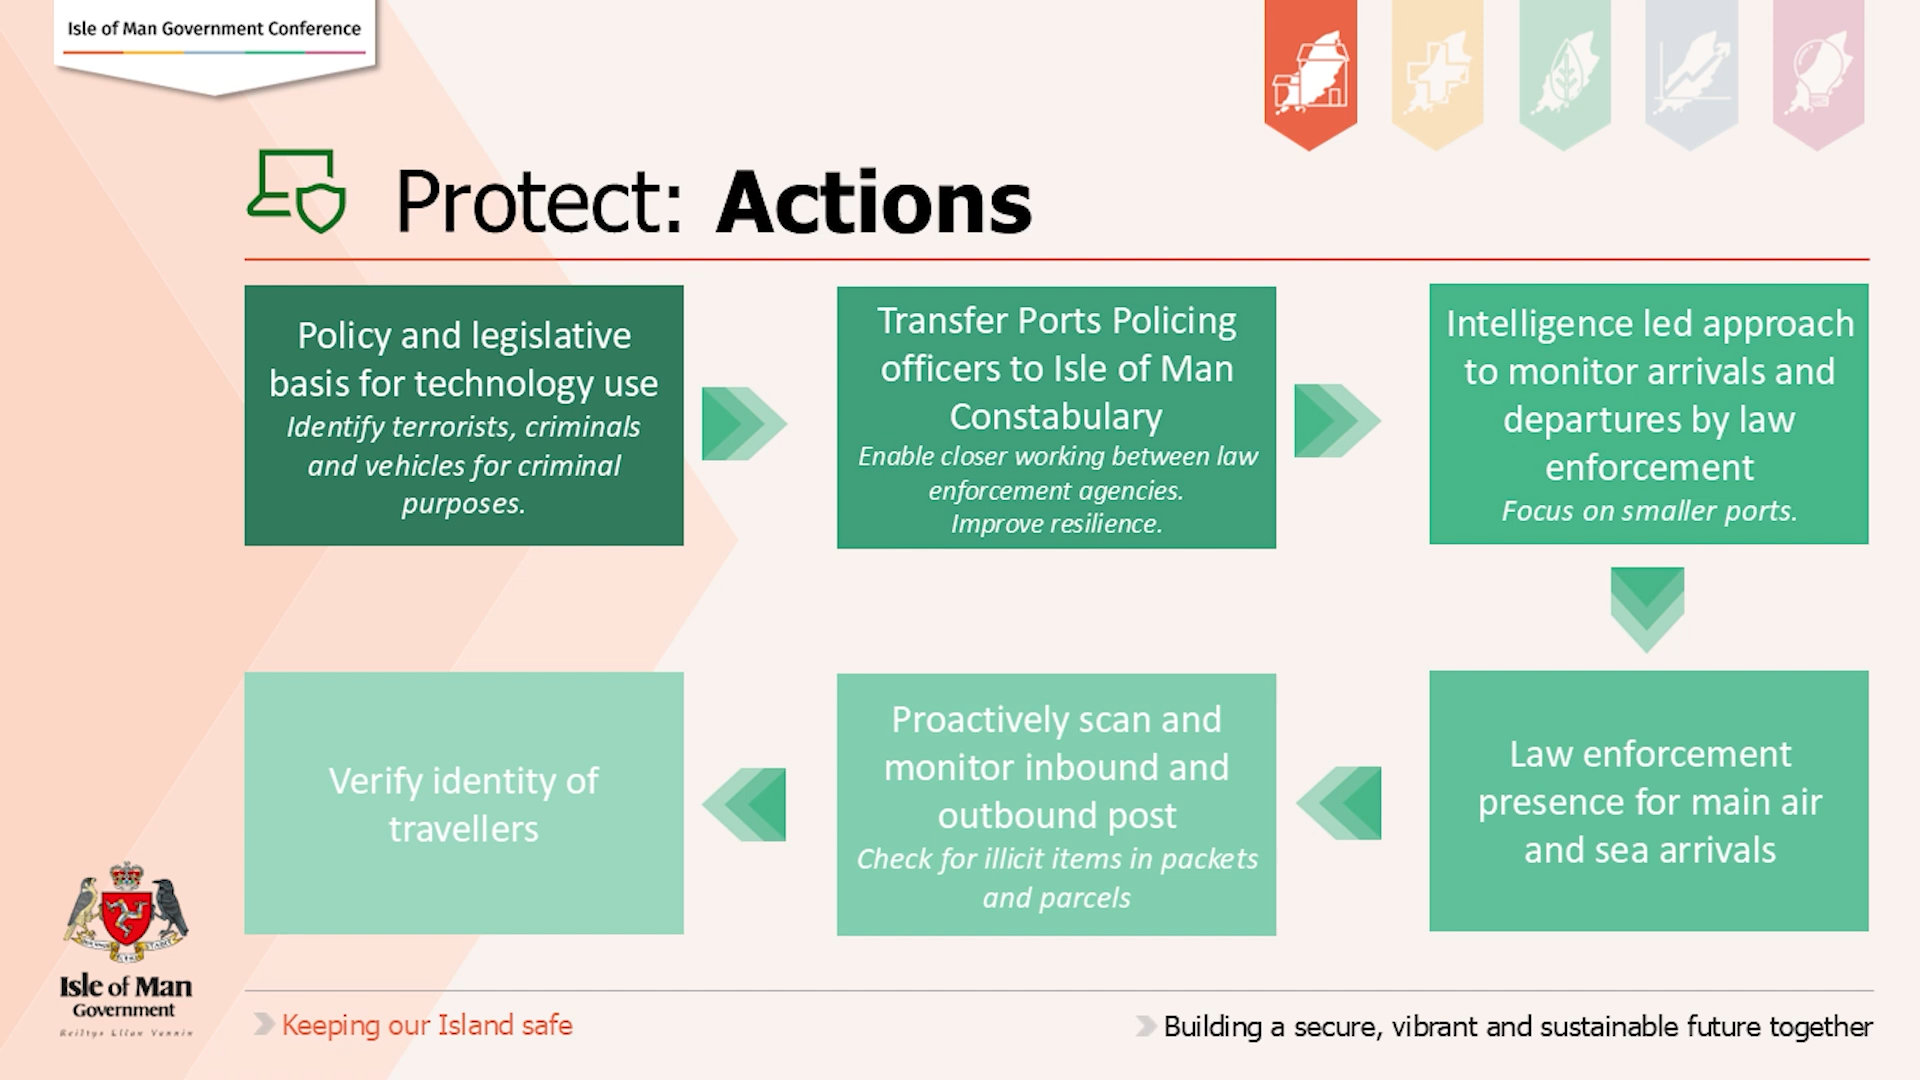 Isle of Man Government Conference
Protect: Actions
Policy and legislative
basis for technology use
Identify terrorists, criminals
and vehicles for criminal
purposes.
Transfer Ports Policing
officers to Isle of Man
Constabulary
Enable closer working between law
enforcement agencies.
Improve resilience.
Intelligence led approach
to monitor arrivals and
departures by law
enforcement
Focus on smaller ports.
Law enforcement
presence for main air
and sea arrivals
Proactively scan and
monitor inbound and
outbound post
Check for illicit items in packets
and parcels
Verify identity of
travellers
Isle of Man
Government
Reiltys Ellan Vannin
Keeping our Island safe
Building a secure, vibrant and sustainable future together